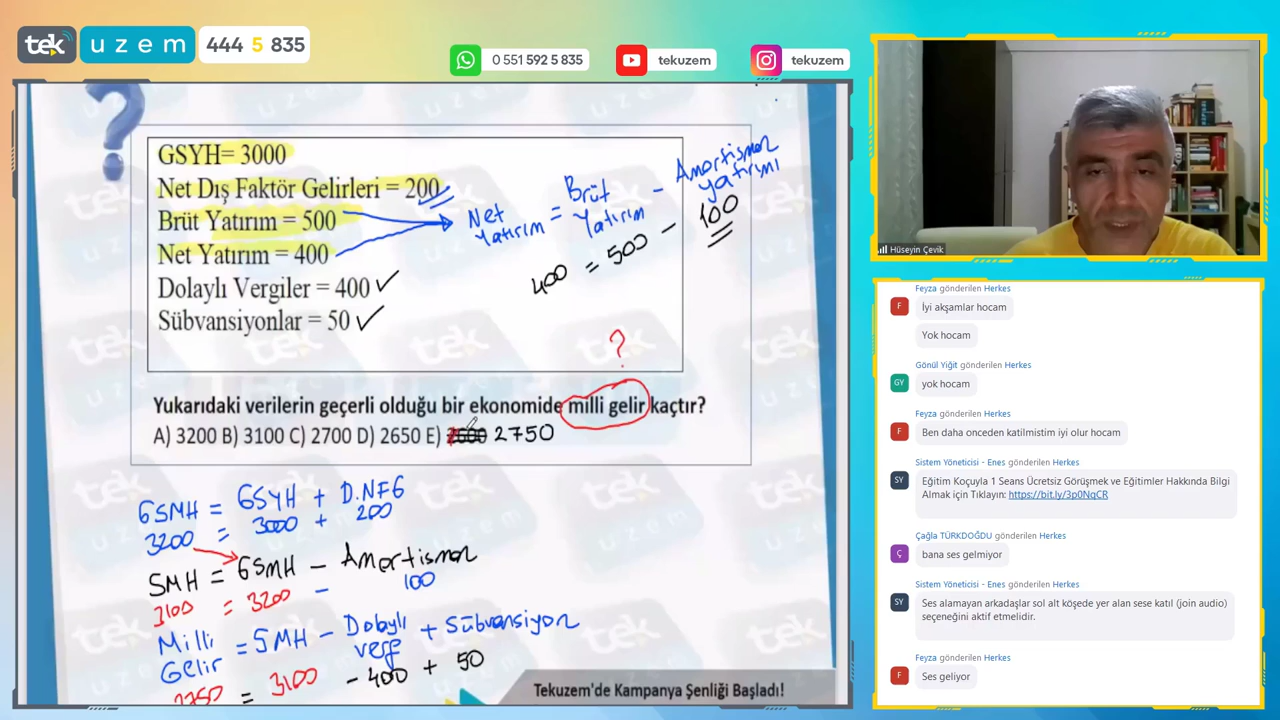 tek uzem 444 5 835
0 551 592 5 835 tekuzem tekuzem
GSYH= 3000
Net Dış Faktör Gelirleri = 200
Brüt Yatırım = 500
Net Yatırım = 400
Dolaylı Vergiler = 400
Sübvansiyonlar = 50
Net Yatırım = Brüt Yatırım - Amortisman yatırımı
400 = 500 - 100
?
Yukarıdaki verilerin geçerli olduğu bir ekonomide milli gelir kaçtır?
A) 3200 B) 3100 C) 2700 D) 2650 E) 2750
GSMH = GSYH + D.NFG
3200 = 3000 + 200
SMH = GSMH - Amortisman
3100 = 3200 - 100
Milli Gelir = SMH - Dolaylı verg + Sübvansiyon
2750 = 3100 - 400 + 50
Tekuzem'de Kampanya Şenliği Başladı!
Hüseyin Çevik
Feyza gönderilen Herkes
F
İyi akşamlar hocam
Yok hocam
Gönül Yiğit gönderilen Herkes
GY
yok hocam
Feyza gönderilen Herkes
F
Ben daha onceden katilmistim iyi olur hocam
Sistem Yöneticisi - Enes gönderilen Herkes
SY
Eğitim Koçuyla 1 Seans Ücretsiz Görüşmek ve Eğitimler Hakkında Bilgi
Almak için Tıklayın: https://bit.ly/3p0NqCR
Çağla TÜRKDOĞDU gönderilen Herkes
Ç
bana ses gelmiyor
Sistem Yöneticisi - Enes gönderilen Herkes
SY
Ses alamayan arkadaşlar sol alt köşede yer alan sese katıl (join audio)
seçeneğini aktif etmelidir.
Feyza gönderilen Herkes
F
Ses geliyor